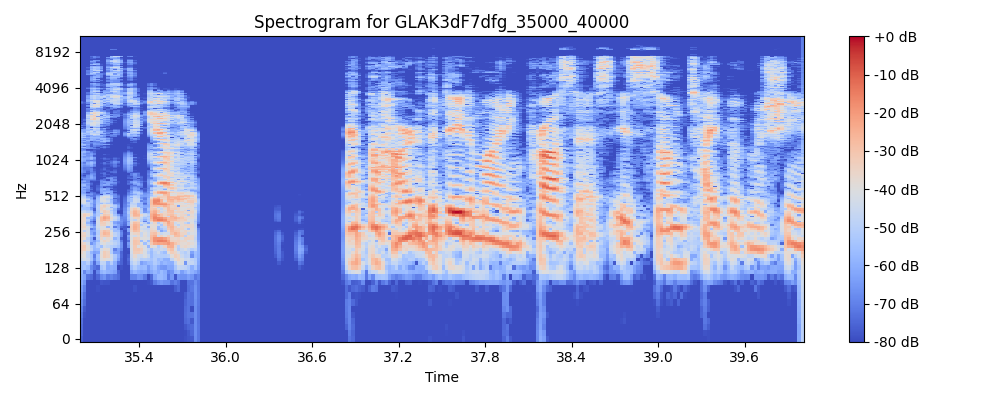 Spectrogram for GLAK3dF7dfg_35000_40000
8192
4096
2048
1024
512
256
128
64
0
Hz
35.4 36.0 36.6 37.2 37.8 38.4 39.0 39.6
Time
+0 dB
-10 dB
-20 dB
-30 dB
-40 dB
-50 dB
-60 dB
-70 dB
-80 dB